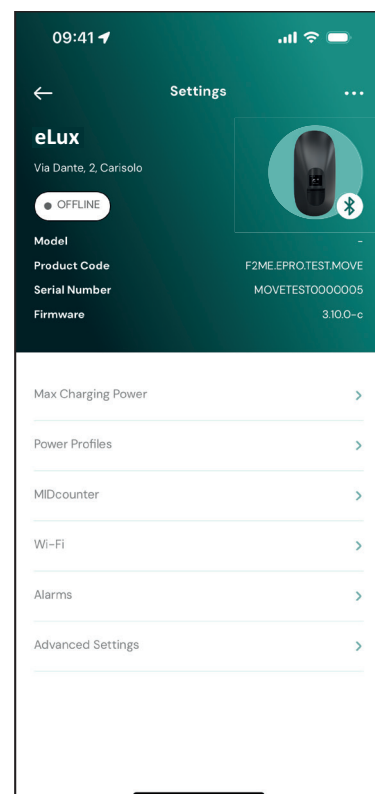 09:41
Settings
eLux
Via Dante, 2, Carisolo
OFFLINE
Model -
Product Code F2ME.EPRO.TEST.MOVE
Serial Number MOVETEST0000005
Firmware 3.10.0-c
Max Charging Power
Power Profiles
MIDcounter
Wi-Fi
Alarms
Advanced Settings